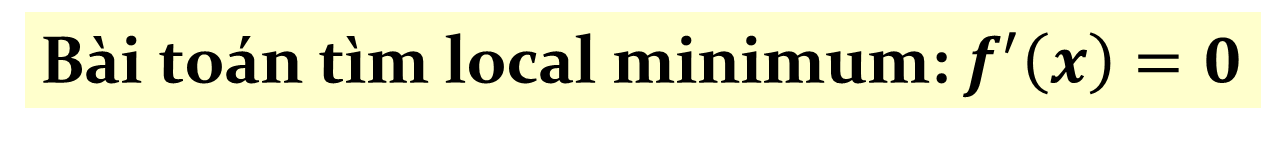 Bài toán tìm local minimum: f′(x) = 0